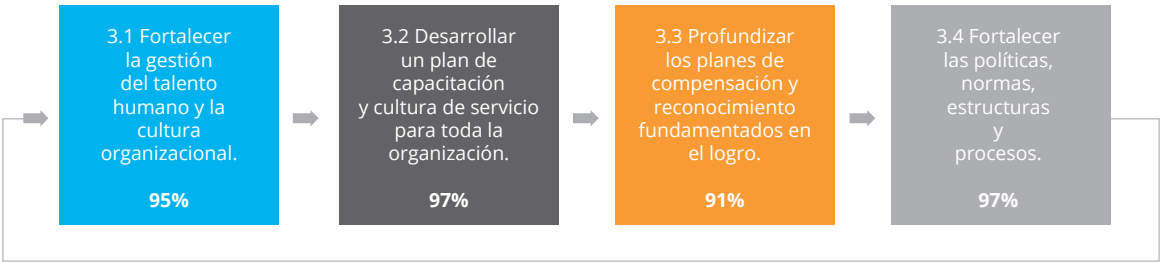 3.1 Fortalecer
la gestión
del talento
humano y la
cultura
organizacional.
95%
3.2 Desarrollar
un plan de
capacitación
y cultura de servicio
para toda la
organización.
97%
3.3 Profundizar
los planes de
compensación y
reconocimiento
fundamentados en
el logro.
91%
3.4 Fortalecer
las políticas,
normas,
estructuras
y
procesos.
97%